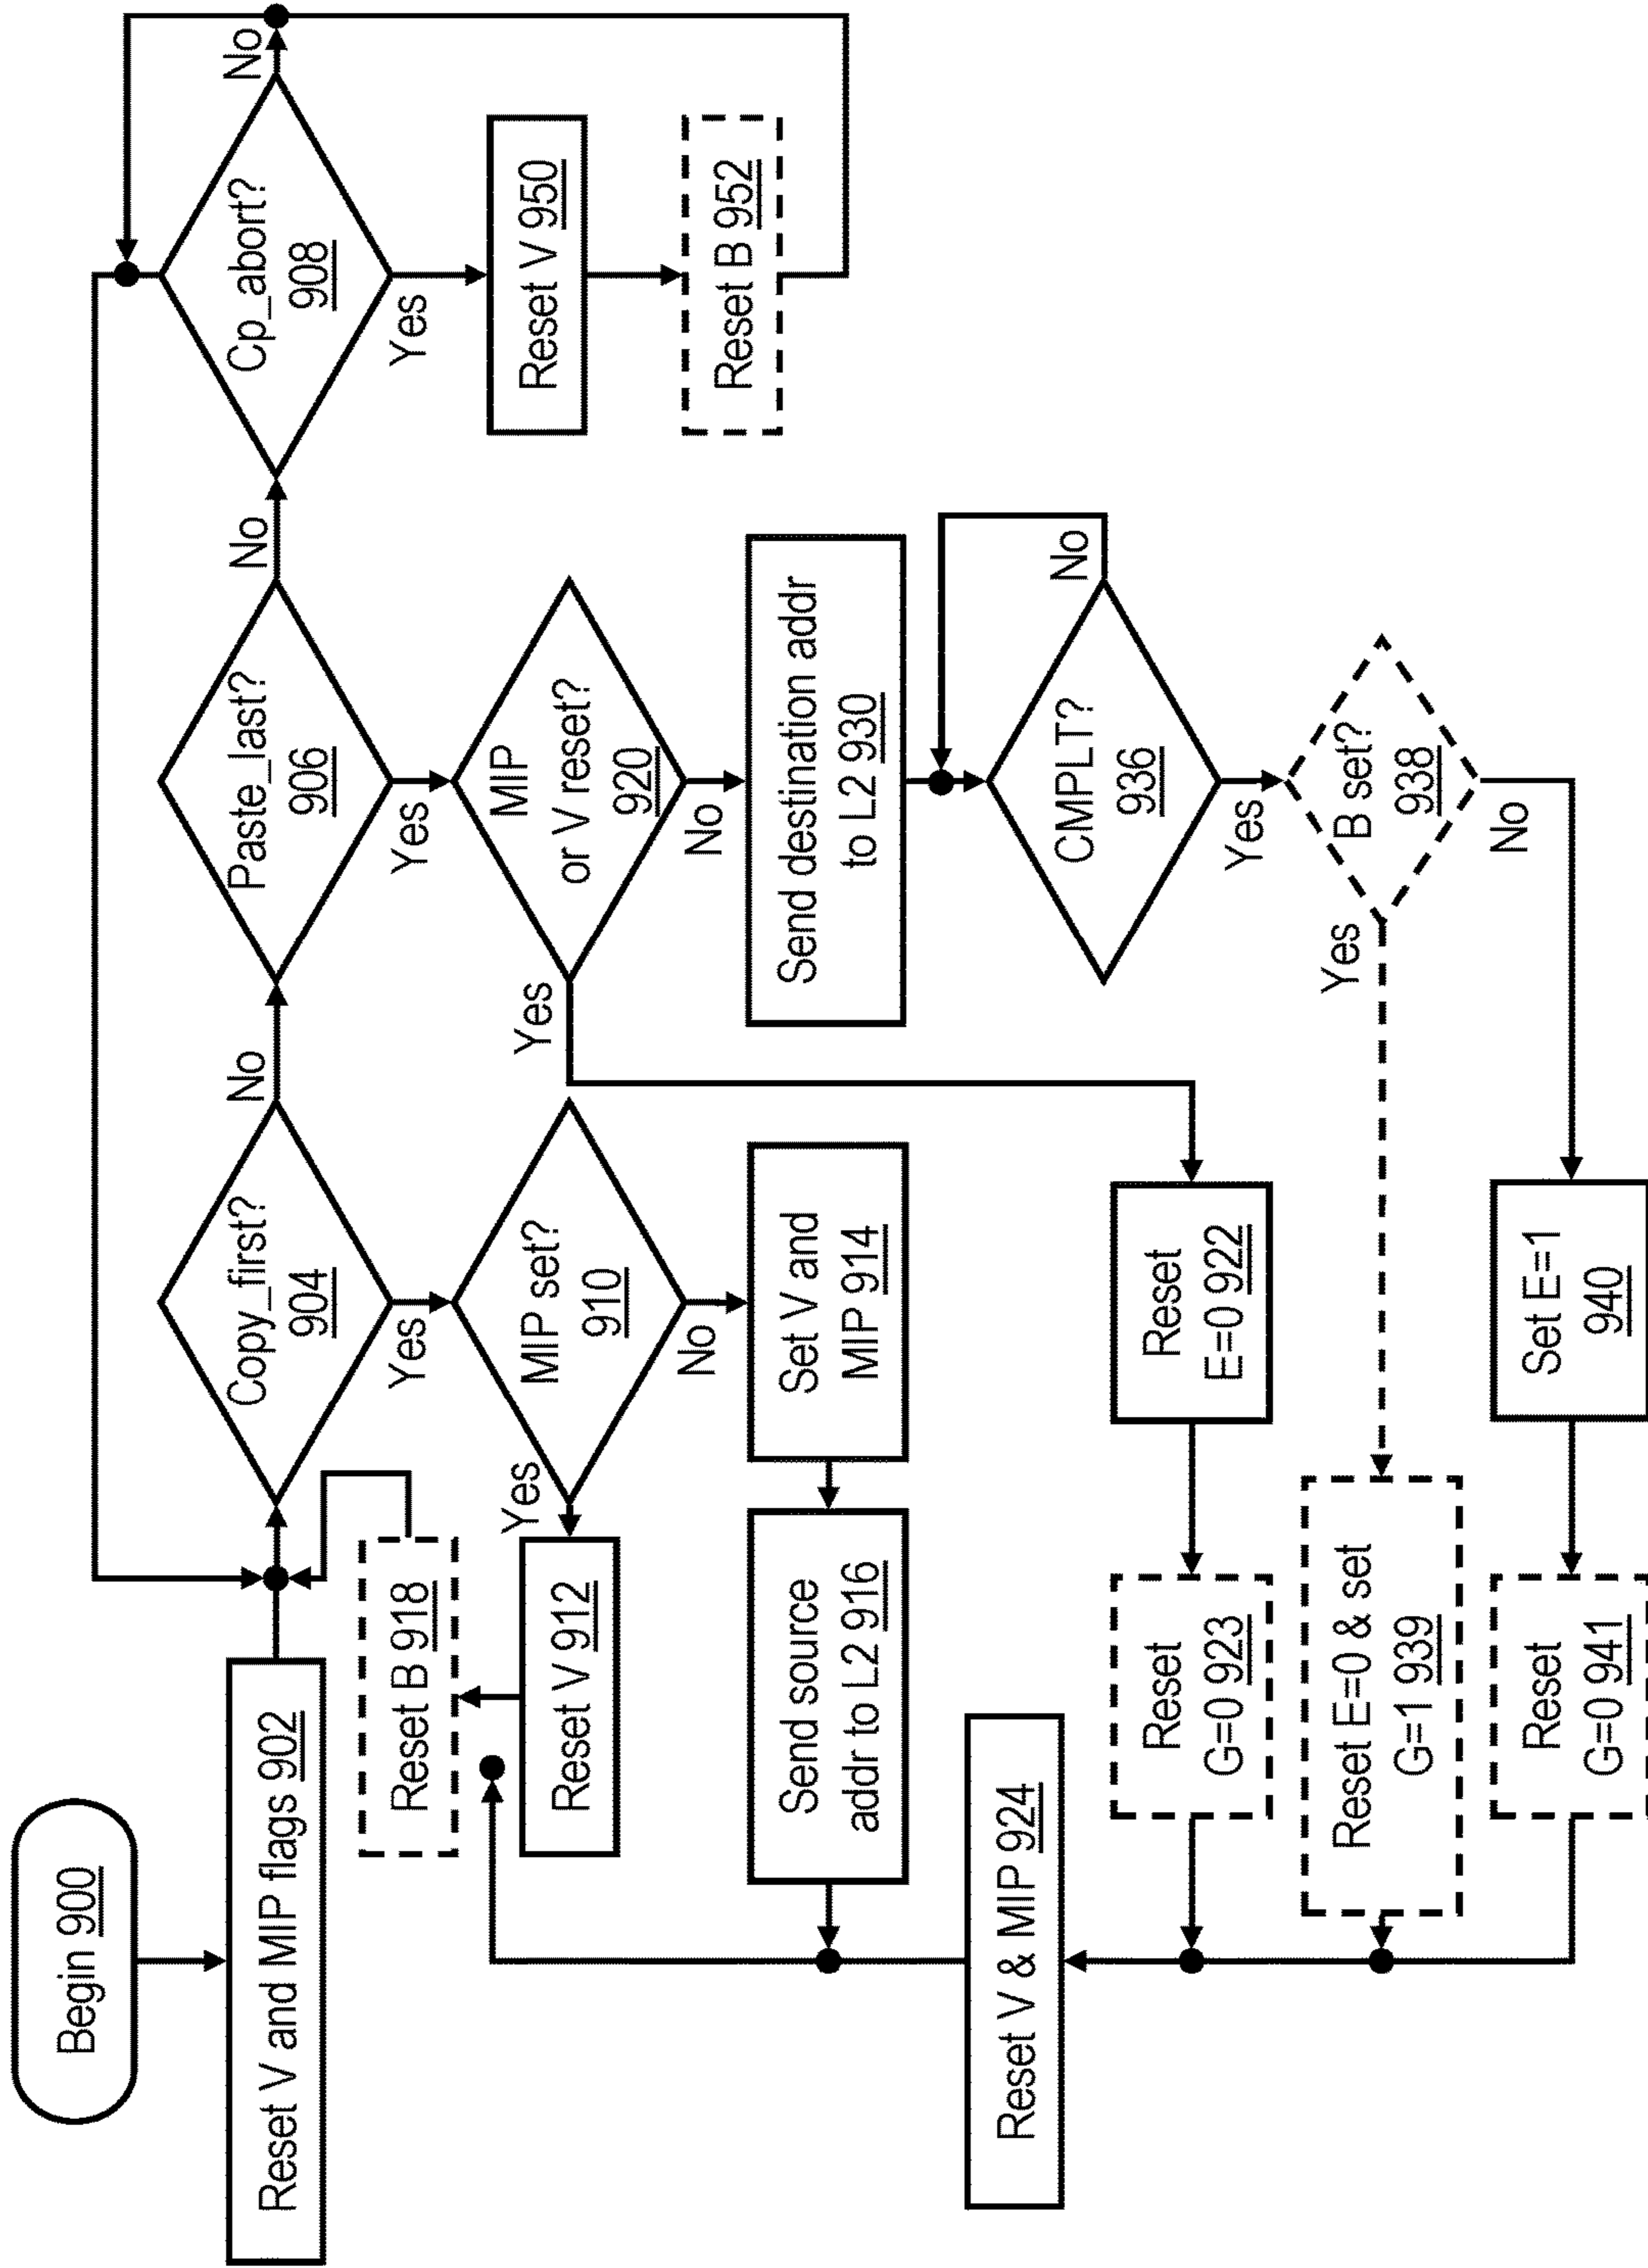 Begin 900
Reset V and MIP flags 902
Copy_first?
904
No
Paste_last?
906
No
Cp_abort?
908
No
Yes
Yes
Yes
Reset B 918
Reset V 912
Yes
MIP set?
910
No
MIP
or V reset?
920
Yes
No
Reset V 950
Reset B 952
Send source
addr to L2 916
Set V and
MIP 914
Send destination addr
to L2 930
Reset V & MIP 924
CMPLT?
936
No
Yes
Reset
G=0 923
Reset
E=0 922
Reset E=0 & set
G=1 939
Yes
B set?
938
No
Reset
G=0 941
Set E=1
940